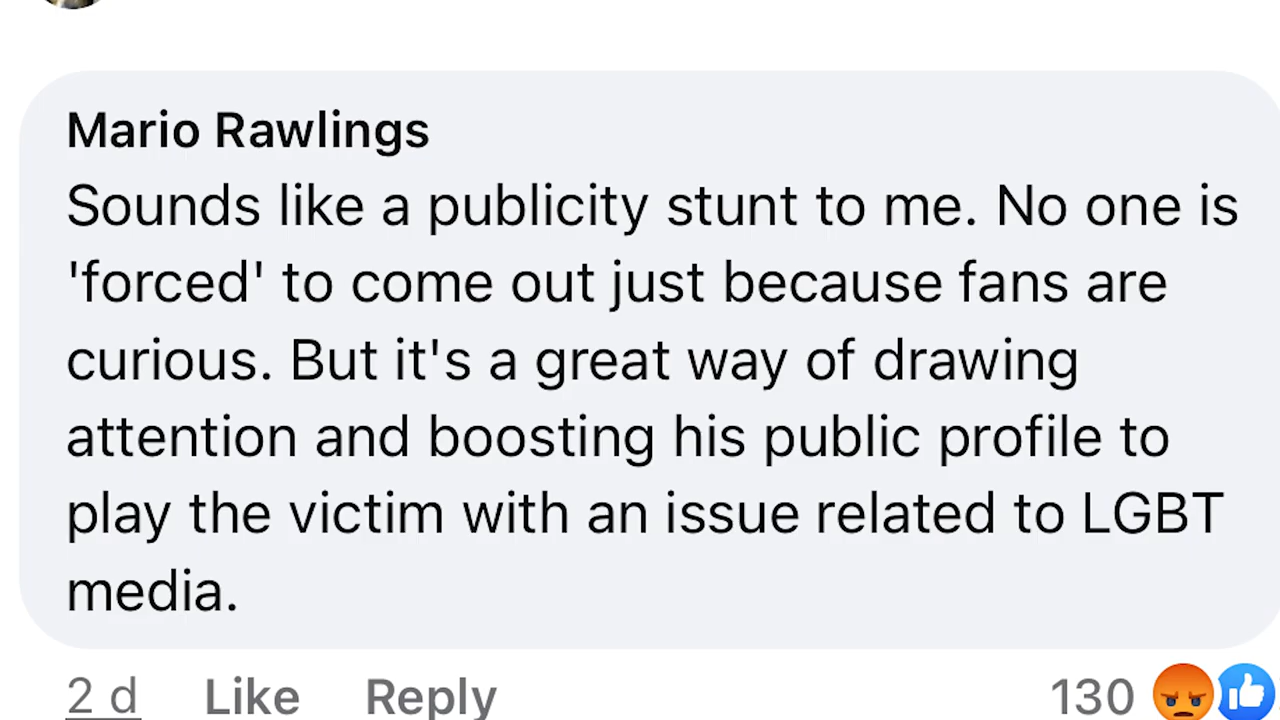 Mario Rawlings
Sounds like a publicity stunt to me. No one is
'forced' to come out just because fans are
curious. But it's a great way of drawing
attention and boosting his public profile to
play the victim with an issue related to LGBT
media.
2 d Like Reply 130